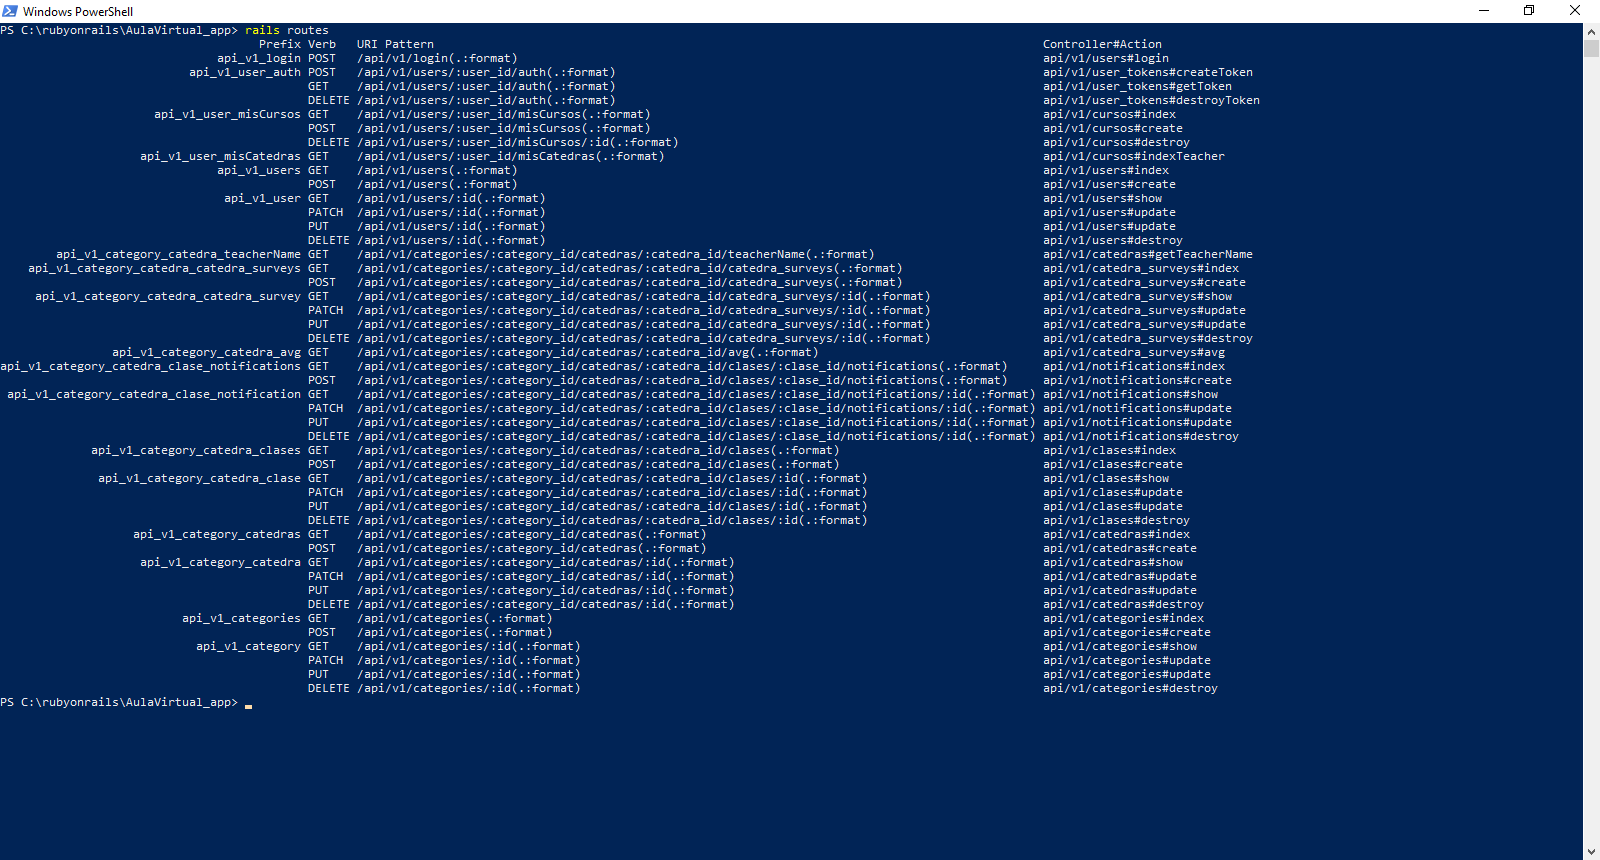 Windows PowerShell
PS C:\rubyonrails\AulaVirtual_app> rails routes
Prefix Verb URI Pattern Controller#Action
api_v1_login POST /api/v1/login(.:format) api/v1/users#login
api_v1_user_auth POST /api/v1/users/:user_id/auth(.:format) api/v1/user_tokens#createToken
GET /api/v1/users/:user_id/auth(.:format) api/v1/user_tokens#getToken
DELETE /api/v1/users/:user_id/auth(.:format) api/v1/user_tokens#destroyToken
api_v1_user_misCursos GET /api/v1/users/:user_id/misCursos(.:format) api/v1/cursos#index
POST /api/v1/users/:user_id/misCursos(.:format) api/v1/cursos#create
DELETE /api/v1/users/:user_id/misCursos/:id(.:format) api/v1/cursos#destroy
api_v1_user_misCatedras GET /api/v1/users/:user_id/misCatedras(.:format) api/v1/cursos#indexTeacher
api_v1_users GET /api/v1/users(.:format) api/v1/users#index
POST /api/v1/users(.:format) api/v1/users#create
api_v1_user GET /api/v1/users/:id(.:format) api/v1/users#show
PATCH /api/v1/users/:id(.:format) api/v1/users#update
PUT /api/v1/users/:id(.:format) api/v1/users#update
DELETE /api/v1/users/:id(.:format) api/v1/users#destroy
api_v1_category_catedra_teacherName GET /api/v1/categories/:category_id/catedras/:catedra_id/teacherName(.:format) api/v1/catedras#getTeacherName
api_v1_category_catedra_catedra_surveys GET /api/v1/categories/:category_id/catedras/:catedra_id/catedra_surveys(.:format) api/v1/catedra_surveys#index
POST /api/v1/categories/:category_id/catedras/:catedra_id/catedra_surveys(.:format) api/v1/catedra_surveys#create
api_v1_category_catedra_catedra_survey GET /api/v1/categories/:category_id/catedras/:catedra_id/catedra_surveys/:id(.:format) api/v1/catedra_surveys#show
PATCH /api/v1/categories/:category_id/catedras/:catedra_id/catedra_surveys/:id(.:format) api/v1/catedra_surveys#update
PUT /api/v1/categories/:category_id/catedras/:catedra_id/catedra_surveys/:id(.:format) api/v1/catedra_surveys#update
DELETE /api/v1/categories/:category_id/catedras/:catedra_id/catedra_surveys/:id(.:format) api/v1/catedra_surveys#destroy
api_v1_category_catedra_avg GET /api/v1/categories/:category_id/catedras/:catedra_id/avg(.:format) api/v1/catedra_surveys#avg
api_v1_category_catedra_clase_notifications GET /api/v1/categories/:category_id/catedras/:catedra_id/clases/:clase_id/notifications(.:format) api/v1/notifications#index
POST /api/v1/categories/:category_id/catedras/:catedra_id/clases/:clase_id/notifications(.:format) api/v1/notifications#create
api_v1_category_catedra_clase_notification GET /api/v1/categories/:category_id/catedras/:catedra_id/clases/:clase_id/notifications/:id(.:format) api/v1/notifications#show
PATCH /api/v1/categories/:category_id/catedras/:catedra_id/clases/:clase_id/notifications/:id(.:format) api/v1/notifications#update
PUT /api/v1/categories/:category_id/catedras/:catedra_id/clases/:clase_id/notifications/:id(.:format) api/v1/notifications#update
DELETE /api/v1/categories/:category_id/catedras/:catedra_id/clases/:clase_id/notifications/:id(.:format) api/v1/notifications#destroy
api_v1_category_catedra_clases GET /api/v1/categories/:category_id/catedras/:catedra_id/clases(.:format) api/v1/clases#index
POST /api/v1/categories/:category_id/catedras/:catedra_id/clases(.:format) api/v1/clases#create
api_v1_category_catedra_clase GET /api/v1/categories/:category_id/catedras/:catedra_id/clases/:id(.:format) api/v1/clases#show
PATCH /api/v1/categories/:category_id/catedras/:catedra_id/clases/:id(.:format) api/v1/clases#update
PUT /api/v1/categories/:category_id/catedras/:catedra_id/clases/:id(.:format) api/v1/clases#update
DELETE /api/v1/categories/:category_id/catedras/:catedra_id/clases/:id(.:format) api/v1/clases#destroy
api_v1_category_catedras GET /api/v1/categories/:category_id/catedras(.:format) api/v1/catedras#index
POST /api/v1/categories/:category_id/catedras(.:format) api/v1/catedras#create
api_v1_category_catedra GET /api/v1/categories/:category_id/catedras/:id(.:format) api/v1/catedras#show
PATCH /api/v1/categories/:category_id/catedras/:id(.:format) api/v1/catedras#update
PUT /api/v1/categories/:category_id/catedras/:id(.:format) api/v1/catedras#update
DELETE /api/v1/categories/:category_id/catedras/:id(.:format) api/v1/catedras#destroy
api_v1_categories GET /api/v1/categories(.:format) api/v1/categories#index
POST /api/v1/categories(.:format) api/v1/categories#create
api_v1_category GET /api/v1/categories/:id(.:format) api/v1/categories#show
PATCH /api/v1/categories/:id(.:format) api/v1/categories#update
PUT /api/v1/categories/:id(.:format) api/v1/categories#update
DELETE /api/v1/categories/:id(.:format) api/v1/categories#destroy
PS C:\rubyonrails\AulaVirtual_app>